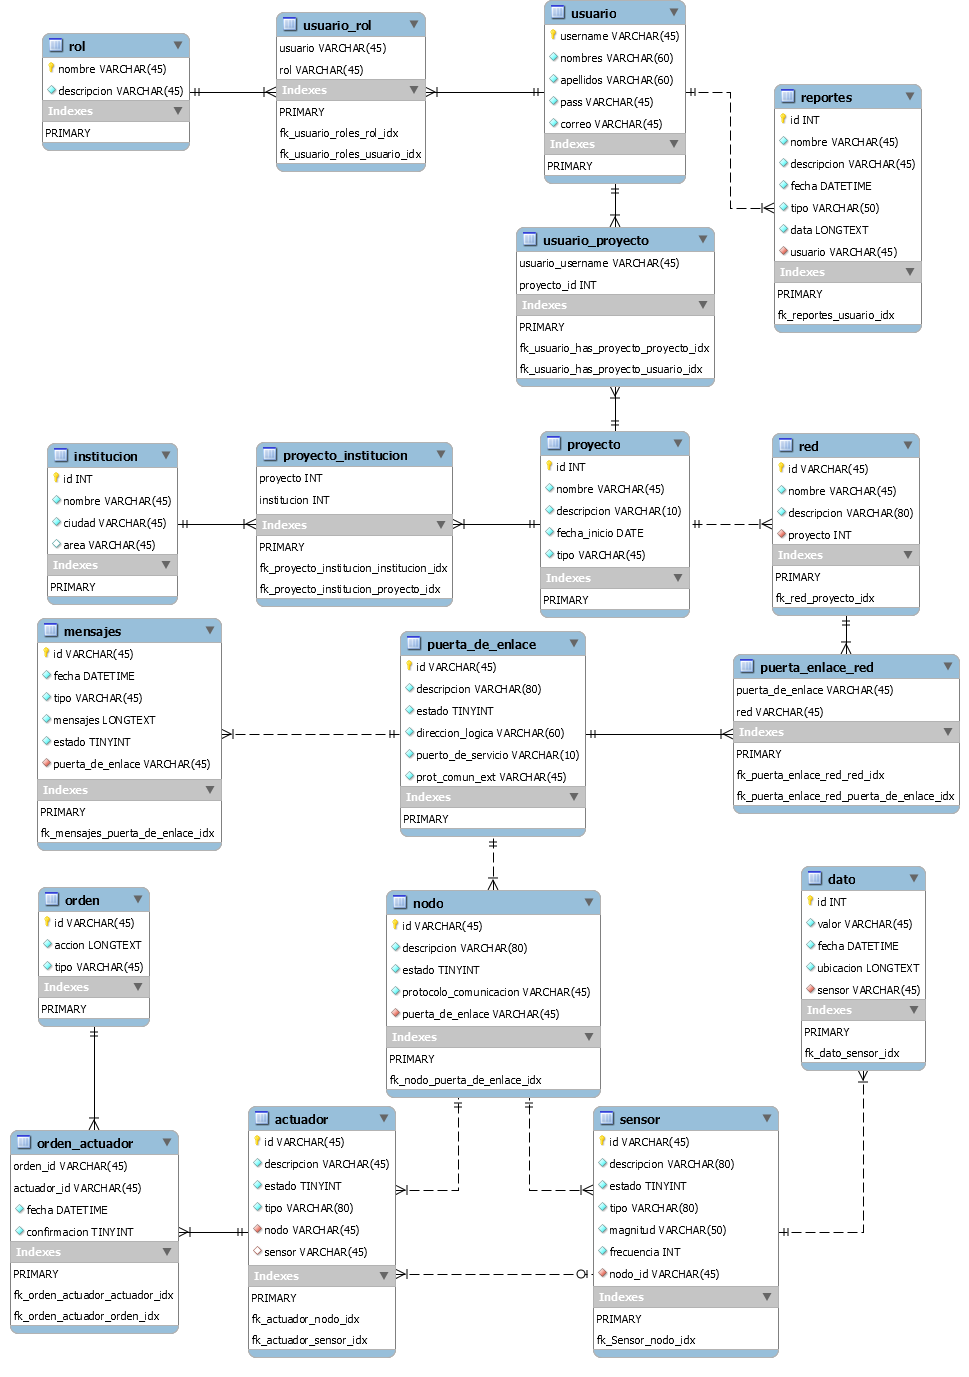 rol
nombre VARCHAR(45)
descripcion VARCHAR(45)
Indexes
PRIMARY
usuario_rol
usuario VARCHAR(45)
rol VARCHAR(45)
Indexes
PRIMARY
fk_usuario_roles_rol_idx
fk_usuario_roles_usuario_idx
usuario
username VARCHAR(45)
nombres VARCHAR(60)
apellidos VARCHAR(60)
pass VARCHAR(45)
correo VARCHAR(45)
Indexes
PRIMARY
reportes
id INT
nombre VARCHAR(45)
descripcion VARCHAR(45)
fecha DATETIME
tipo VARCHAR(50)
data LONGTEXT
usuario VARCHAR(45)
Indexes
PRIMARY
fk_reportes_usuario_idx
usuario_proyecto
usuario_username VARCHAR(45)
proyecto_id INT
Indexes
PRIMARY
fk_usuario_has_proyecto_proyecto_idx
fk_usuario_has_proyecto_usuario_idx
institucion
id INT
nombre VARCHAR(45)
ciudad VARCHAR(45)
area VARCHAR(45)
Indexes
PRIMARY
proyecto_institucion
proyecto INT
institucion INT
Indexes
PRIMARY
fk_proyecto_institucion_institucion_idx
fk_proyecto_institucion_proyecto_idx
proyecto
id INT
nombre VARCHAR(45)
descripcion VARCHAR(10)
fecha_inicio DATE
tipo VARCHAR(45)
Indexes
PRIMARY
red
id VARCHAR(45)
nombre VARCHAR(45)
descripcion VARCHAR(80)
proyecto INT
Indexes
PRIMARY
fk_red_proyecto_idx
mensajes
id VARCHAR(45)
fecha DATETIME
tipo VARCHAR(45)
mensajes LONGTEXT
estado TINYINT
puerta_de_enlace VARCHAR(45)
Indexes
PRIMARY
fk_mensajes_puerta_de_enlace_idx
puerta_de_enlace
id VARCHAR(45)
descripcion VARCHAR(80)
estado TINYINT
direccion_logica VARCHAR(60)
puerto_de_servicio VARCHAR(10)
prot_comun_ext VARCHAR(45)
Indexes
PRIMARY
puerta_enlace_red
puerta_de_enlace VARCHAR(45)
red VARCHAR(45)
Indexes
PRIMARY
fk_puerta_enlace_red_red_idx
fk_puerta_enlace_red_puerta_de_enlace_idx
orden
id VARCHAR(45)
accion LONGTEXT
tipo VARCHAR(45)
Indexes
PRIMARY
nodo
id VARCHAR(45)
descripcion VARCHAR(80)
estado TINYINT
protocolo_comunicacion VARCHAR(45)
puerta_de_enlace VARCHAR(45)
Indexes
PRIMARY
fk_nodo_puerta_de_enlace_idx
dato
id INT
valor VARCHAR(45)
fecha DATETIME
ubicacion LONGTEXT
sensor VARCHAR(45)
Indexes
PRIMARY
fk_dato_sensor_idx
orden_actuador
orden_id VARCHAR(45)
actuador_id VARCHAR(45)
fecha DATETIME
confirmacion TINYINT
Indexes
PRIMARY
fk_orden_actuador_actuador_idx
fk_orden_actuador_orden_idx
actuador
id VARCHAR(45)
descripcion VARCHAR(45)
estado TINYINT
tipo VARCHAR(80)
nodo VARCHAR(45)
sensor VARCHAR(45)
Indexes
PRIMARY
fk_actuador_nodo_idx
fk_actuador_sensor_idx
sensor
id VARCHAR(45)
descripcion VARCHAR(80)
estado TINYINT
tipo VARCHAR(80)
magnitud VARCHAR(50)
frecuencia INT
nodo_id VARCHAR(45)
Indexes
PRIMARY
fk_Sensor_nodo_idx